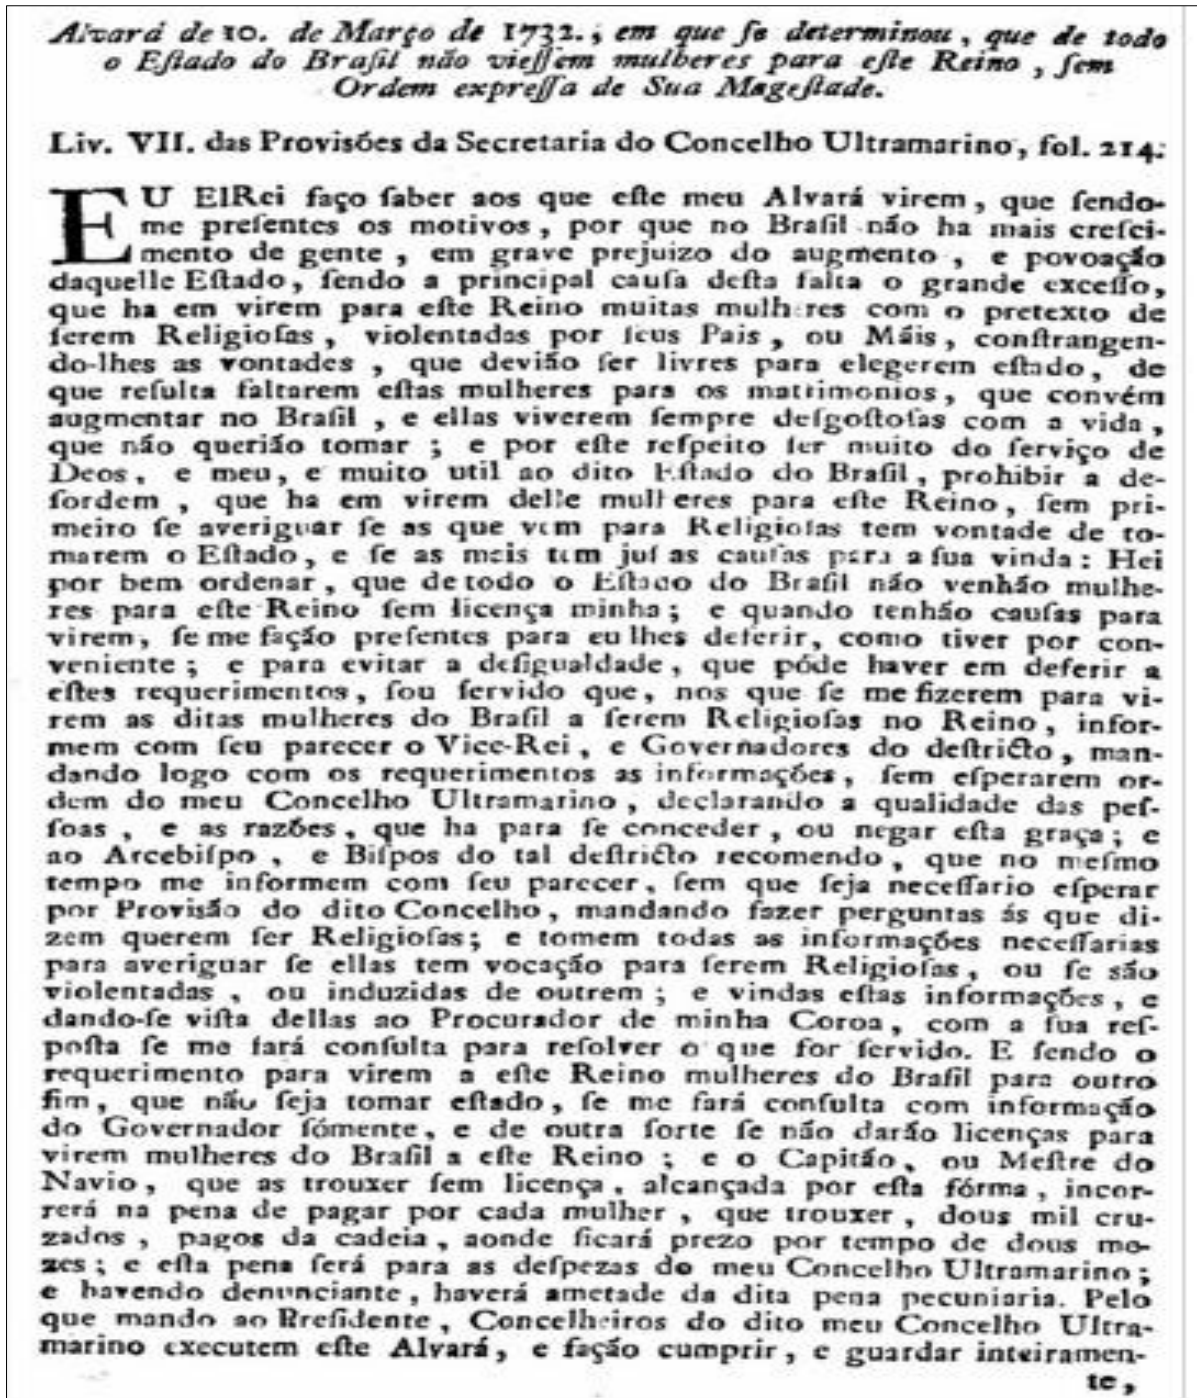 Alvará de 10. de Março de 1732., em que ſe determinou, que de todo
o Eſtado do Braſil não vieſſem mulheres para eſte Reino, ſem
Ordem expreſſa de Sua Mageſtade.
Liv. VII. das Provisões da Secretaria do Concelho Ultramarino, fol. 214.
EU ElRei faço ſaber aos que eſte meu Alvará virem, que ſendo-
me preſentes os motivos, por que no Braſil não ha mais creſci-
mento de gente, em grave prejuizo do augmento, e povoação
daquelle Eſtado, ſendo a principal cauſa deſta falta o grande exceſſo,
que ha em virem para eſte Reino muitas mulheres com o pretexto de
ſerem Religioſas, violentadas por ſeus Pais, ou Máis, conſtrangen-
do-lhes as vontades, que devião ſer livres para elegerem eſtado, de
que reſulta faltarem eſtas mulheres para os matrimonios, que convém
augmentar no Braſil, e ellas viverem ſempre deſgoſtoſas com a vida,
que não querião tomar; e por eſte reſpeito ſer muito do ſerviço de
Deos, e meu, e muito util ao dito Eſtado do Braſil, prohibir a de-
ſordem, que ha em virem delle mulheres para eſte Reino, ſem pri-
meiro ſe averiguar ſe as que vem para Religioſas tem vontade de to-
marem o Eſtado, e ſe as mais tem juſtas cauſas para a ſua vinda: Hei
por bem ordenar, que de todo o Eſtado do Braſil não venhão mulhe-
res para eſte Reino ſem licença minha; e quando tenhão cauſas para
virem, ſe me fação preſentes para eu lhes deferir, como tiver por con-
veniente; e para evitar a deſigualdade, que póde haver em deferir a
eſtes requerimentos, ſou ſervido que, nos que ſe me fizerem para vi-
rem as ditas mulheres do Braſil a ſerem Religioſas no Reino, infor-
mem com ſeu parecer o Vice-Rei, e Governadores do deſtricto, man-
dando logo com os requerimentos as informações, ſem eſperarem or-
dem do meu Concelho Ultramarino, declarando a qualidade das peſ-
ſoas, e as razões, que ha para ſe conceder, ou negar eſta graça; e
ao Arcebiſpo, e Biſpos do tal deſtricto recomendo, que no meſmo
tempo me informem com ſeu parecer, ſem que ſeja neceſſario eſperar
por Provisão do dito Concelho, mandando fazer perguntas ás que di-
zem querem ſer Religioſas; e tomem todas as informações neceſſarias
para averiguar ſe ellas tem vocação para ſerem Religioſas, ou ſe são
violentadas, ou induzidas de outrem; e vindas eſtas informações, e
dando-ſe viſta dellas ao Procurador de minha Coroa, com a ſua reſ-
poſta ſe me fará conſulta para reſolver o que for ſervido. E ſendo o
requerimento para virem a eſte Reino mulheres do Braſil para outro
fim, que não ſeja tomar eſtado, ſe me fará conſulta com informação
do Governador ſómente, e de outra ſorte ſe não darão licenças para
virem mulheres do Braſil a eſte Reino; e o Capitão, ou Meſtre do
Navio, que as trouxer ſem licença, alcançada por eſta fórma, incor-
rerá na pena de pagar por cada mulher, que trouxer, dous mil cru-
zados, pagos da cadeia, aonde ficará prezo por tempo de dous me-
zes; e eſta pena ſerá para as deſpezas do meu Concelho Ultramarino;
e havendo denunciante, haverá ametade da dita pena pecuniaria. Pelo
que mando ao Preſidente, Concelheiros do dito meu Concelho Ultra-
marino executem eſte Alvará, e fação cumprir, e guardar inteiramen-
te,